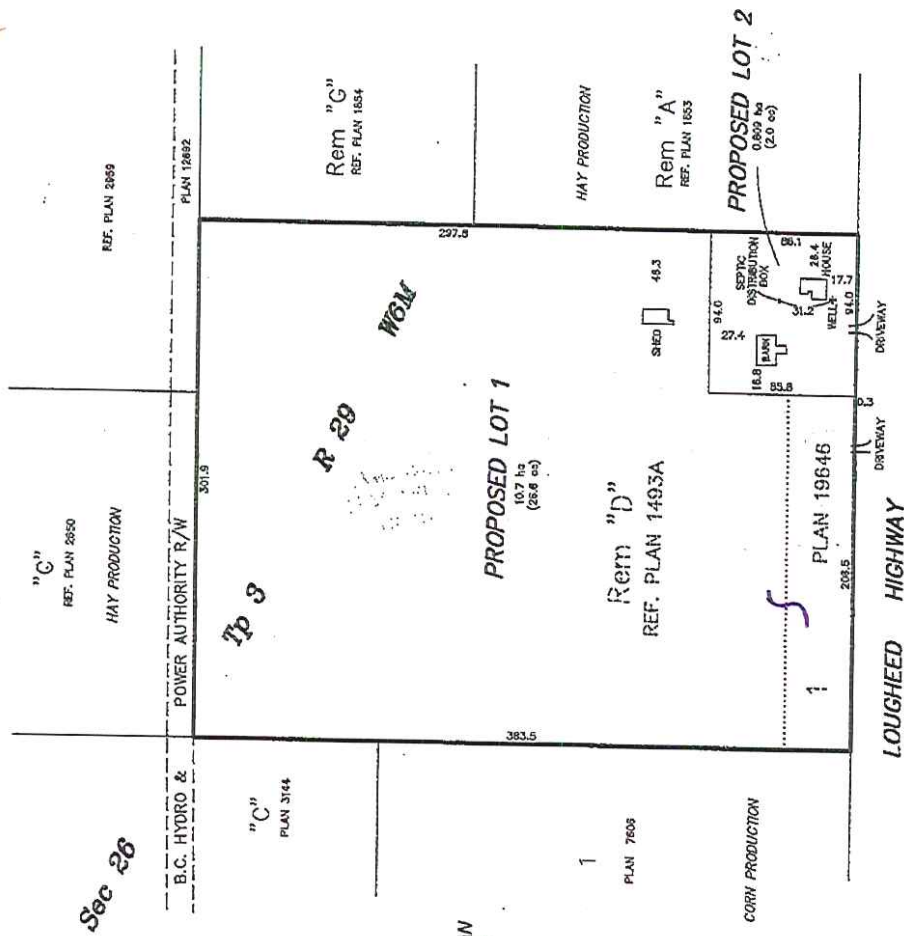 Sec 26
"C"
REF. PLAN 2650
HAY PRODUCTION
REF. PLAN 2969
B.C. HYDRO &
POWER AUTHORITY R/W
PLAN 12692
301.9
"C"
PLAN 3144
Tp 3
R 29
W6M
297.8
Rem "G"
REF. PLAN 1854
383.5
PROPOSED LOT 1
10.7 ha
(26.6 ac)
HAY PRODUCTION
1
PLAN 7606
Rem "D"
REF. PLAN 1493A
SHED
46.3
Rem "A"
REF. PLAN 1853
PROPOSED LOT 2
0.809 ha
(2.0 ac)
94.0
27.4
SEPTIC
DISTRIBUTION
BOX
86.1
16.8
BARN
85.8
31.2
28.4
HOUSE
17.7
WELL
94.0
CORN PRODUCTION
1
PLAN 19646
208.5
0.3
DRIVEWAY
DRIVEWAY
LOUGHEED HIGHWAY